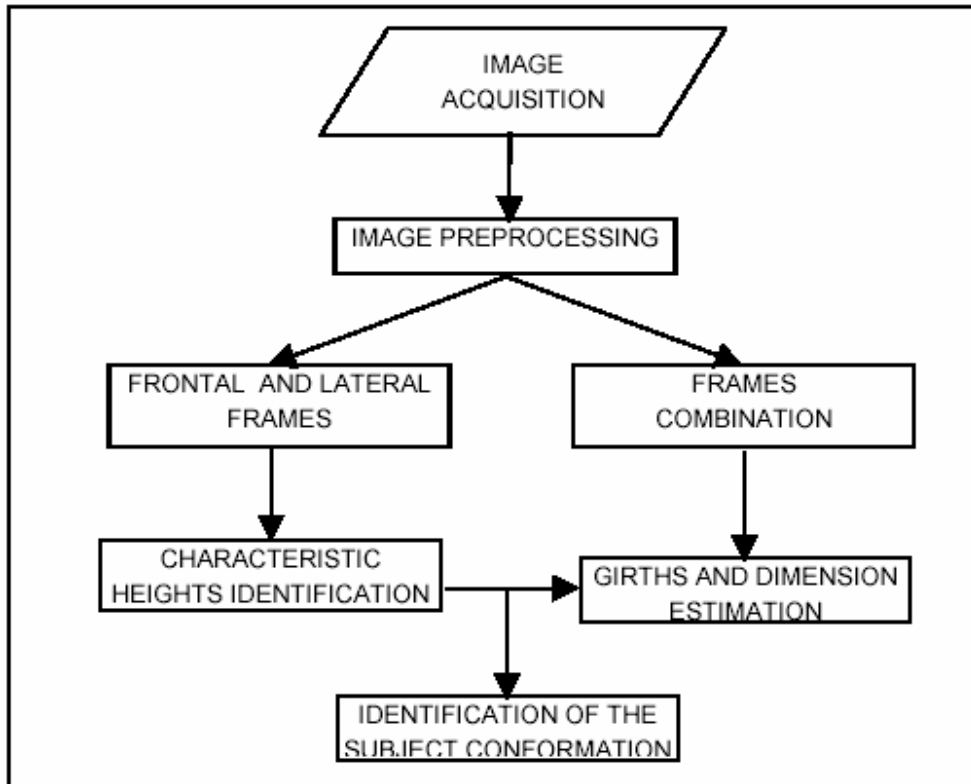 IMAGE
ACQUISITION
IMAGE PREPROCESSING
FRONTAL AND LATERAL
FRAMES
FRAMES
COMBINATION
CHARACTERISTIC
HEIGHTS IDENTIFICATION
GIRTHS AND DIMENSION
ESTIMATION
IDENTIFICATION OF THE
SUBJECT CONFORMATION